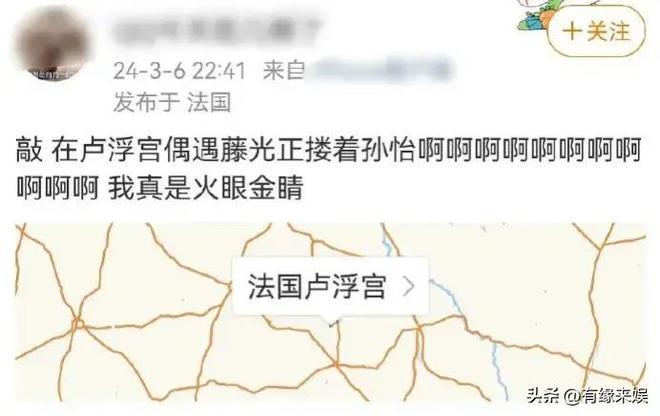 十关注
24-3-6 22:41 来自
发布于 法国
敲 在卢浮宫偶遇藤光正搂着孙怡啊啊啊啊啊啊啊啊
啊啊啊 我真是火眼金睛
法国卢浮宫 >
头条 @有缘来娱